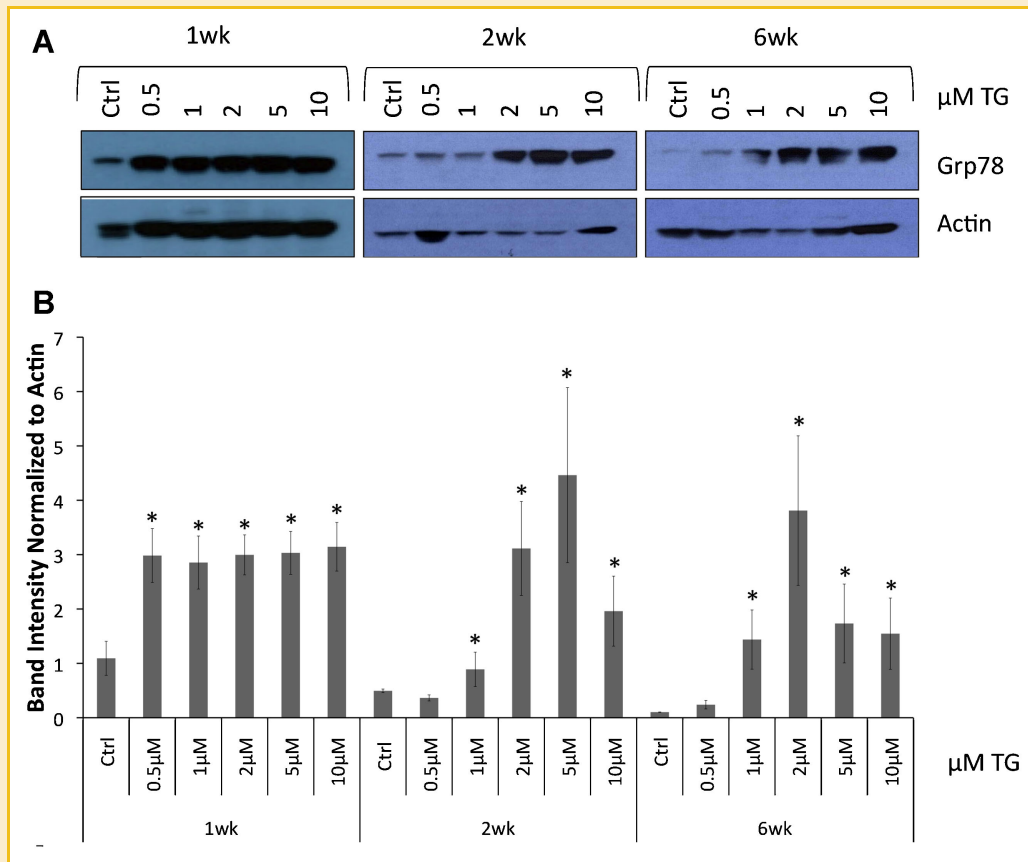 A
1wk 2wk 6wk
Ctrl 0.5 1 2 5 10 Ctrl 0.5 1 2 5 10 Ctrl 0.5 1 2 5 10 µM TG
Grp78
Actin
B
Band Intensity Normalized to Actin
7
6
5
4
3
2
1
0
* * * * * * * * * * * * *
Ctrl 0.5µM 1µM 2µM 5µM 10µM Ctrl 0.5µM 1µM 2µM 5µM 10µM Ctrl 0.5µM 1µM 2µM 5µM 10µM µM TG
1wk 2wk 6wk